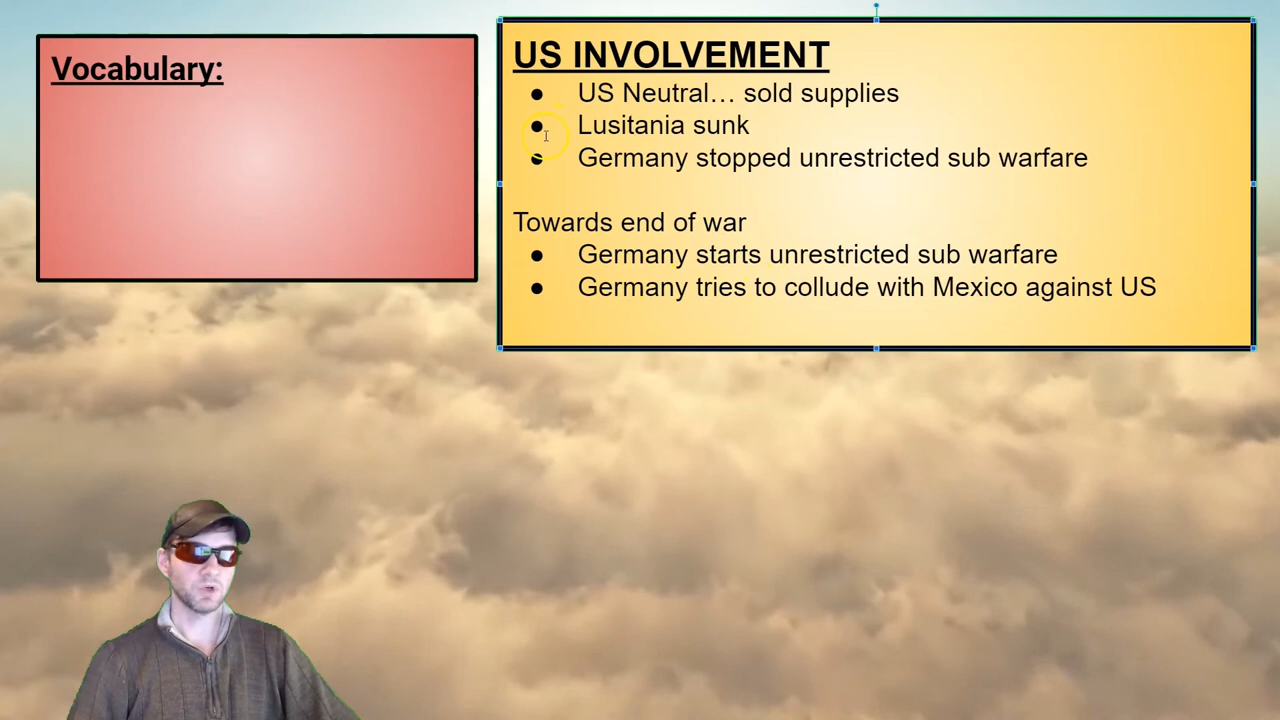 Vocabulary:
US INVOLVEMENT
● US Neutral… sold supplies
● Lusitania sunk
● Germany stopped unrestricted sub warfare
Towards end of war
● Germany starts unrestricted sub warfare
● Germany tries to collude with Mexico against US